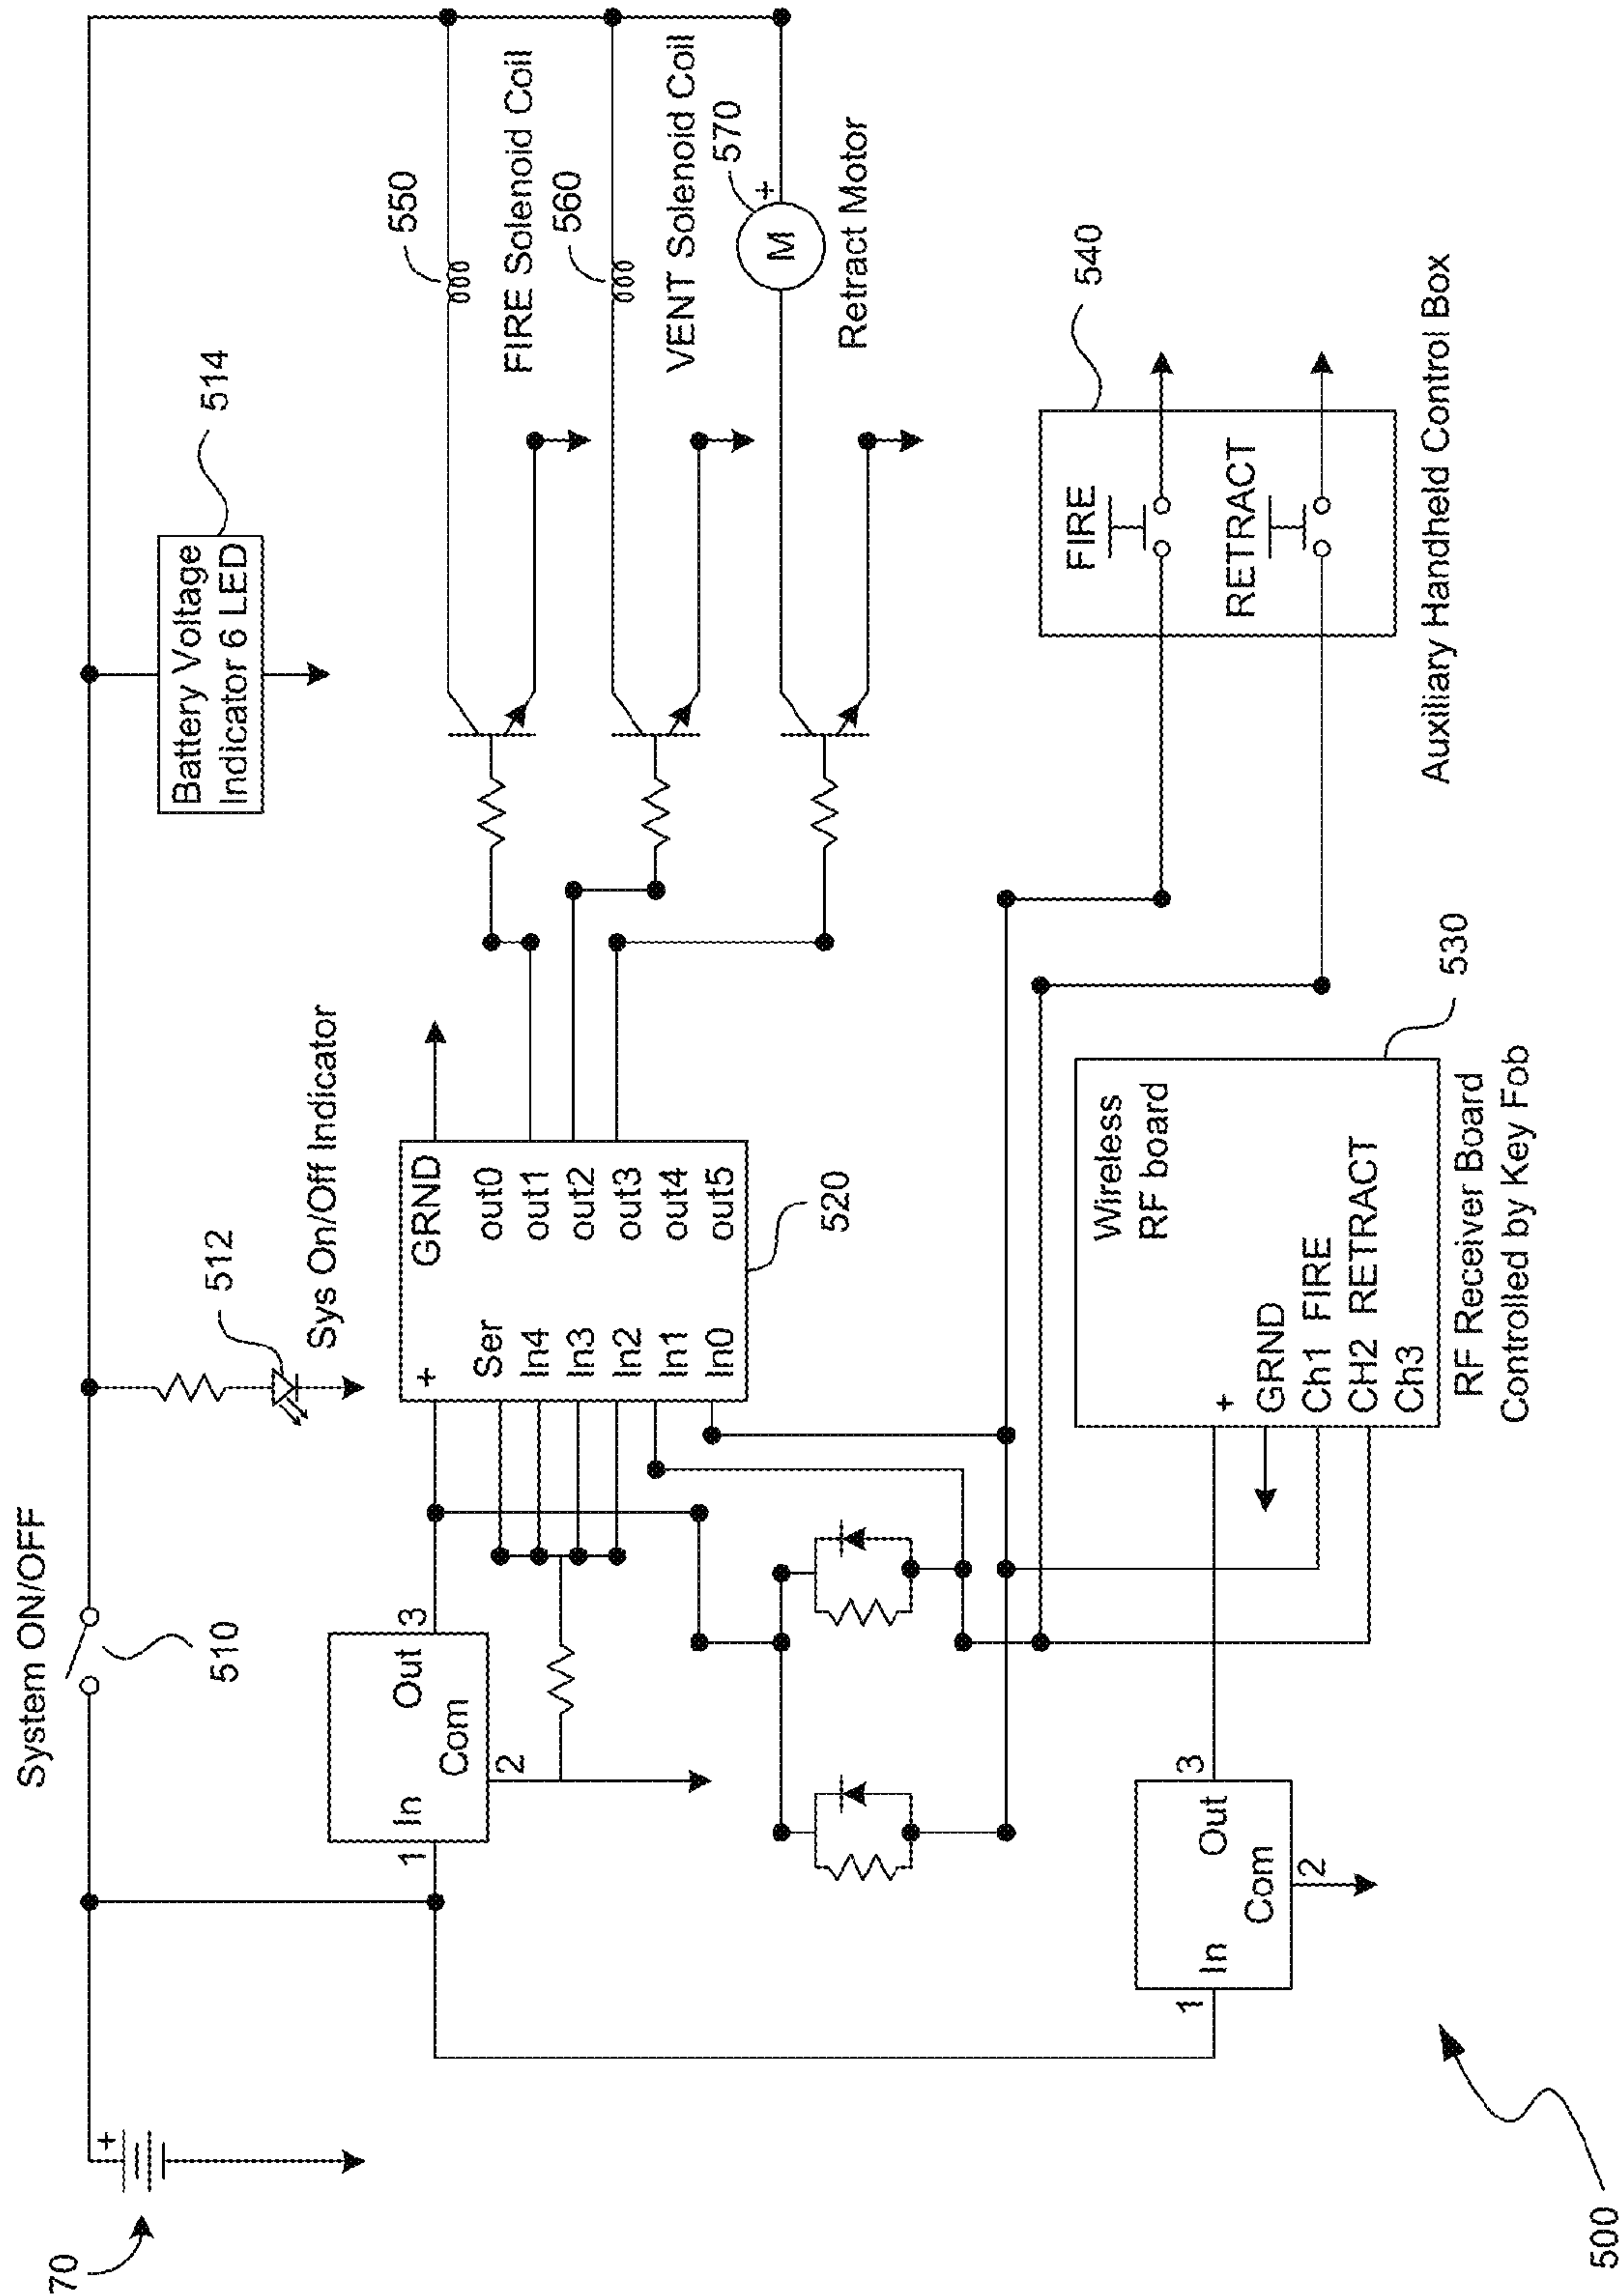 System ON/OFF
70
+
510
512
Sys On/Off Indicator
Battery Voltage
Indicator 6 LED
514
1
In
Out
3
Com
2
+
GRND
Ser
out0
In4
out1
In3
out2
In2
out3
In1
out4
In0
out5
520
550
FIRE Solenoid Coil
560
VENT Solenoid Coil
570
M
+
Retract Motor
1
In
Out
3
Com
2
Wireless
RF board
+
GRND
Ch1 FIRE
CH2 RETRACT
Ch3
530
RF Receiver Board
Controlled by Key Fob
FIRE
RETRACT
540
Auxiliary Handheld Control Box
500